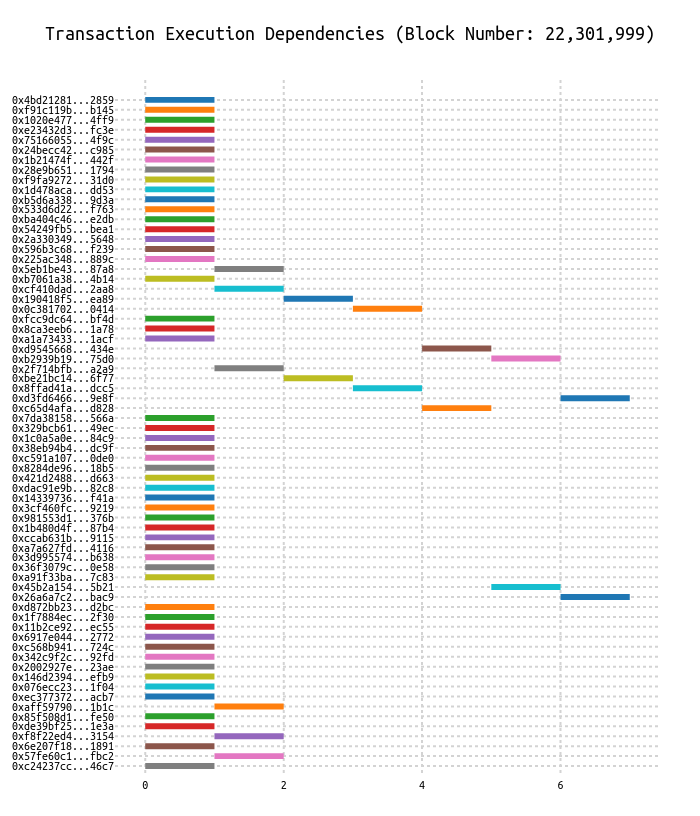 Transaction Execution Dependencies (Block Number: 22,301,999)
0x4bd21281...2859
0xf91c119b...b145
0x1020e477...4ff9
0xe23432d3...fc3e
0x75166055...4f9c
0x24becc42...c985
0x1b21474f...442f
0x28e9b651...1794
0xf9fa9272...31d0
0x1d478aca...dd53
0xb5d6a338...9d3a
0x533d6d22...f763
0xba404c46...e2db
0x54249fb5...bea1
0x2a330349...5648
0x596b3c68...f239
0x225ac348...889c
0x5eb1be43...87a8
0xb7061a38...4b14
0xcf410dad...2aa8
0x190418f5...ea89
0x0c381702...0414
0xfcc9dc64...bf4d
0x8ca3eeb6...1a78
0xa1a73433...1acf
0xd9545668...434e
0xb2939b19...75d0
0x2f714bfb...a2a9
0xbe21bc14...6f77
0x8ffad41a...dcc5
0xd3fd6466...9e8f
0xc65d4afa...d828
0x7da38158...566a
0x329bcb61...49ec
0x1c0a5a0e...84c9
0x38eb94b4...dc9f
0xc591a107...0de0
0x8284de96...18b5
0x421d2488...d663
0xdac91e9b...82c8
0x14339736...f41a
0x3cf460fc...9219
0x981553d1...376b
0x1b480d4f...87b4
0xccab631b...9115
0xa7a627fd...4116
0x3d995574...b638
0x36f3079c...0e58
0xa91f33ba...7c83
0x45b2a154...5b21
0x26a6a7c2...bac9
0xd872bb23...d2bc
0x1f7884ec...2f30
0x11b2ce92...ec55
0x6917e044...2772
0xc568b941...724c
0x342c9f2c...92fd
0x2002927e...23ae
0x146d2394...efb9
0x076ecc23...1f04
0xec377372...acb7
0xaff59790...1b1c
0x85f508d1...fe50
0xde39bf25...1e3a
0xf8f22ed4...3154
0x6e207f18...1891
0x57fe60c1...fbc2
0xc24237cc...46c7
0 2 4 6